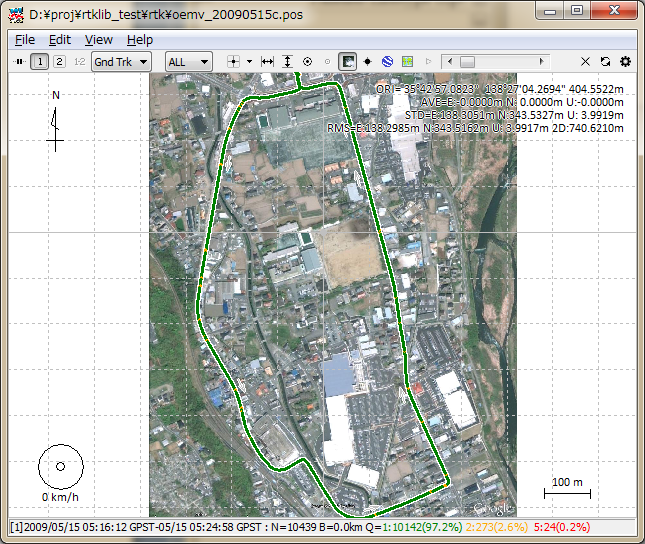 D:¥proj¥rtklib_test¥rtk¥oemv_20090515c.pos
File Edit View Help
1 2 1-2 Gnd Trk ALL
ORI= 35°42'57.0823" 138°27'04.2694" 404.5522m
AVE=E:-0.0000m N: 0.0000m U:-0.0000m
STD=E:138.3051m N:343.5327m U: 3.9919m
RMS=E:138.2985m N:343.5162m U: 3.9917m 2D:740.6210m
N
0 km/h
100 m
Google
[1]2009/05/15 05:16:12 GPST-05/15 05:24:58 GPST : N=10439 B=0.0km Q=1:10142(97.2%) 2:273(2.6%) 5:24(0.2%)